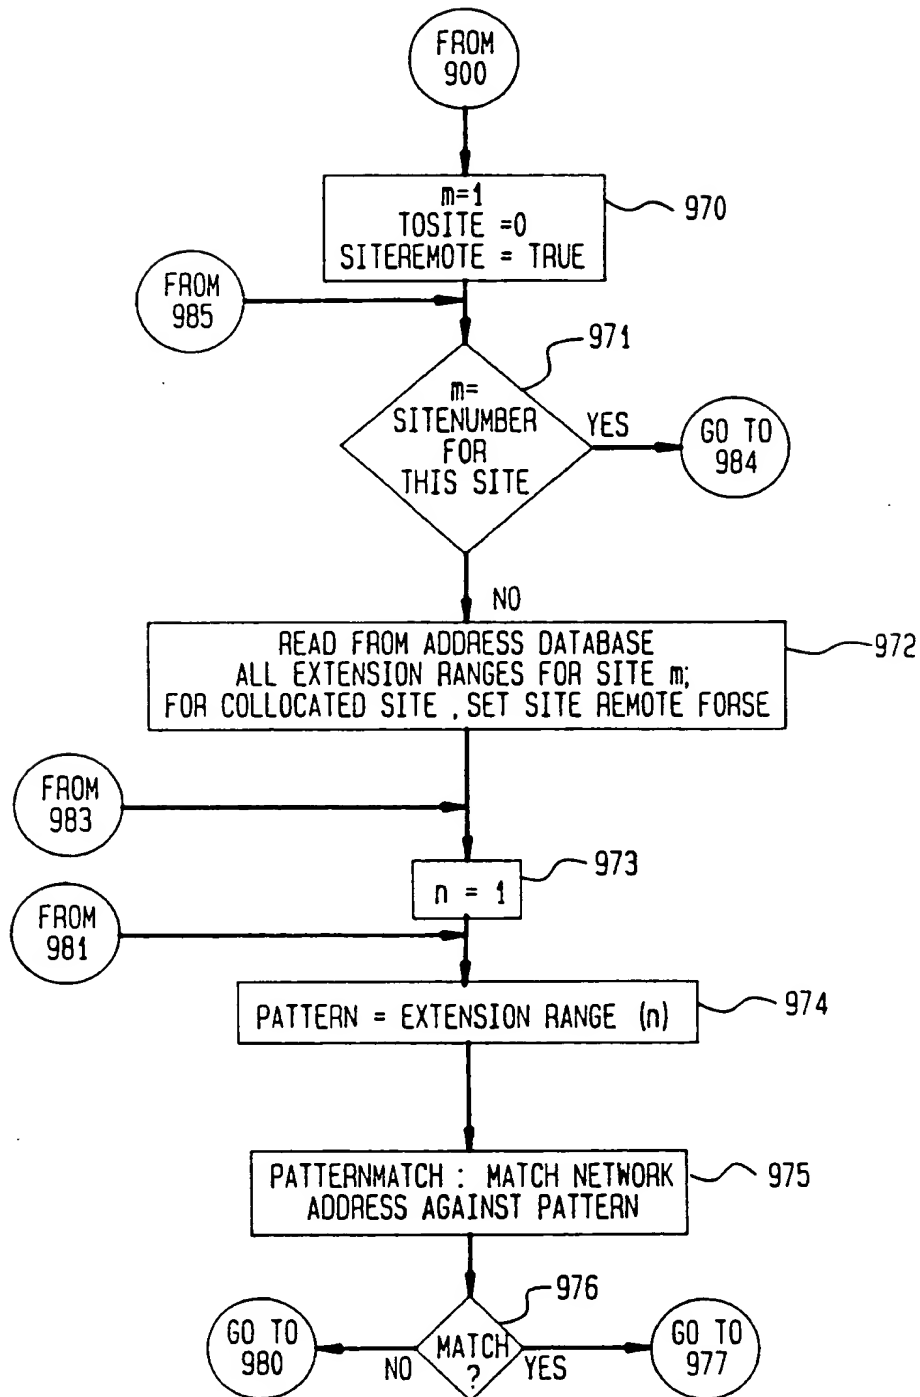 FROM
900
m=1
TOSITE =0
SITEREMOTE = TRUE
970
FROM
985
971
m=
SITENUMBER
FOR
THIS SITE
YES
GO TO
984
NO
READ FROM ADDRESS DATABASE
ALL EXTENSION RANGES FOR SITE m;
FOR COLLOCATED SITE , SET SITE REMOTE FORSE
972
FROM
983
n = 1
973
FROM
981
PATTERN = EXTENSION RANGE (n)
974
PATTERNMATCH : MATCH NETWORK
ADDRESS AGAINST PATTERN
975
976
MATCH
?
NO
YES
GO TO
980
GO TO
977